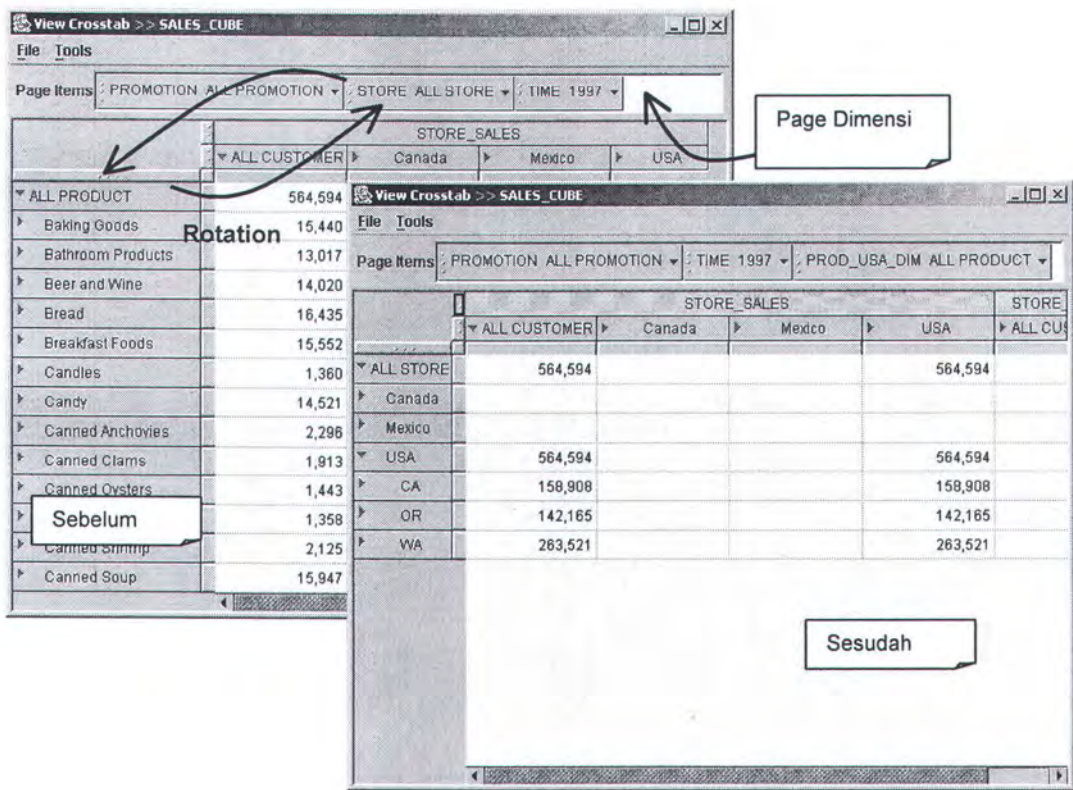 View Crosstab >> SALES_CUBE
File Tools
Page Items PROMOTION ALL PROMOTION STORE ALL STORE TIME 1997
Page Dimensi
STORE_SALES
ALL CUSTOMER Canada Mexico USA
ALL PRODUCT 564,594
Rotation
Baking Goods 15,440
Bathroom Products 13,017
Beer and Wine 14,020
Bread 16,435
Breakfast Foods 15,552
Candles 1,360
Candy 14,521
Canned Anchovies 2,296
Canned Clams 1,913
Canned Oysters 1,443
Sebelum
1,358
Canned Shrimp 2,125
Canned Soup 15,947
View Crosstab >> SALES_CUBE
File Tools
Page Items PROMOTION ALL PROMOTION TIME 1997 PROD_USA_DIM ALL PRODUCT
STORE_SALES STORE_
ALL CUSTOMER Canada Mexico USA ALL CUS
ALL STORE 564,594 564,594
Canada
Mexico
USA 564,594 564,594
CA 158,908 158,908
OR 142,165 142,165
WA 263,521 263,521
Sesudah